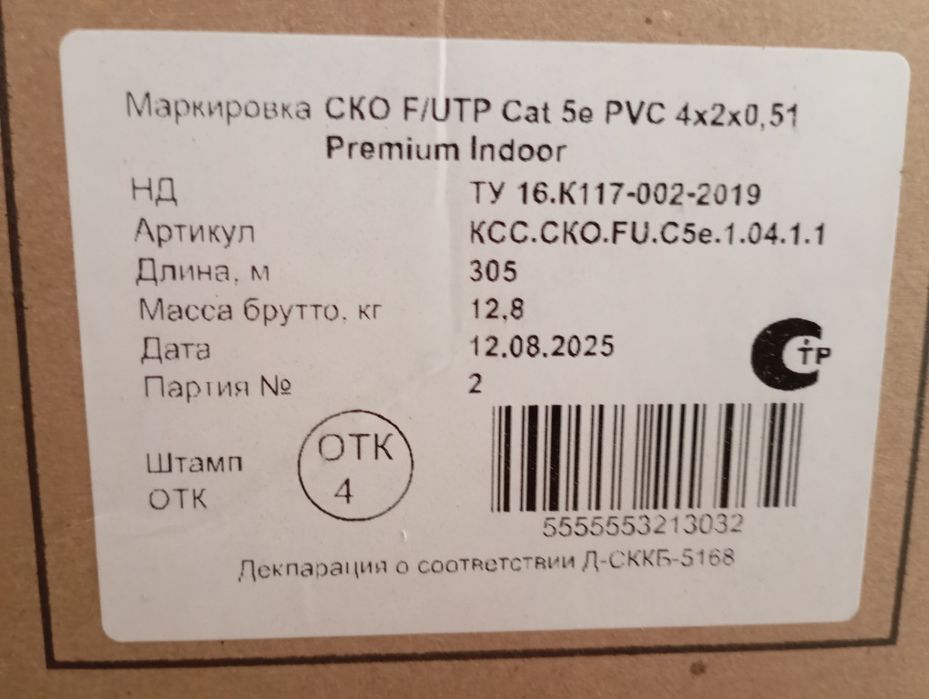 Маркировка СКО F/UTP Cat 5e PVC 4x2x0,51
Premium Indoor
НД ТУ 16.К117-002-2019
Артикул КСС.СКО.FU.C5e.1.04.1.1
Длина, м 305
Масса брутто, кг 12,8
Дата 12.08.2025
Партия № 2
СТР
Штамп
ОТК
ОТК
4
5555553213032
Декларация о соответствии Д-СККБ-5168